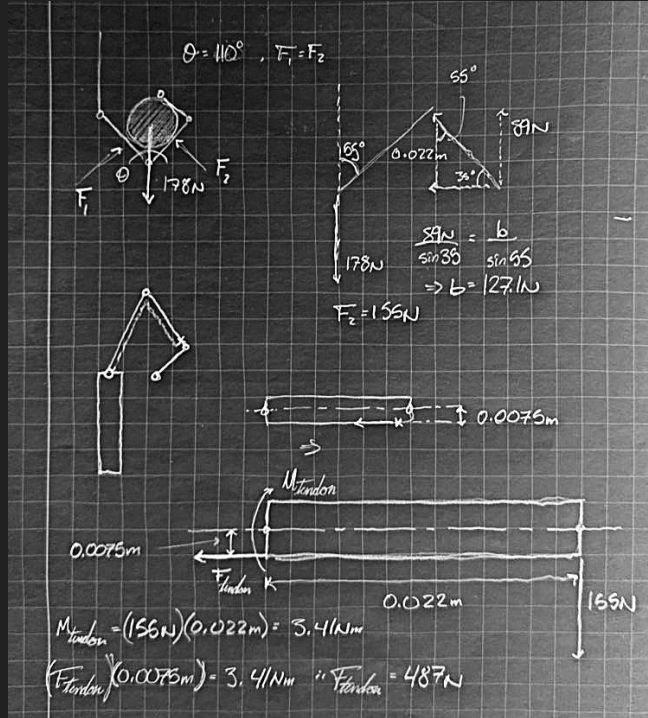 θ = 110° , F₁ = F₂
55°
89N
55°
0.022m
35°
F₁
θ
178N
F₂
178N
89N/sin35 = b/sin55
⇒ b = 127.1N
F₂ = 155N
0.0075m
⇒
Mtendon
0.0075m
Ftendon
0.022m
155N
Mtendon = (155N)(0.022m) = 3.41Nm
(Ftendon)(0.0075m) = 3.41Nm ∴ Ftendon = 487N